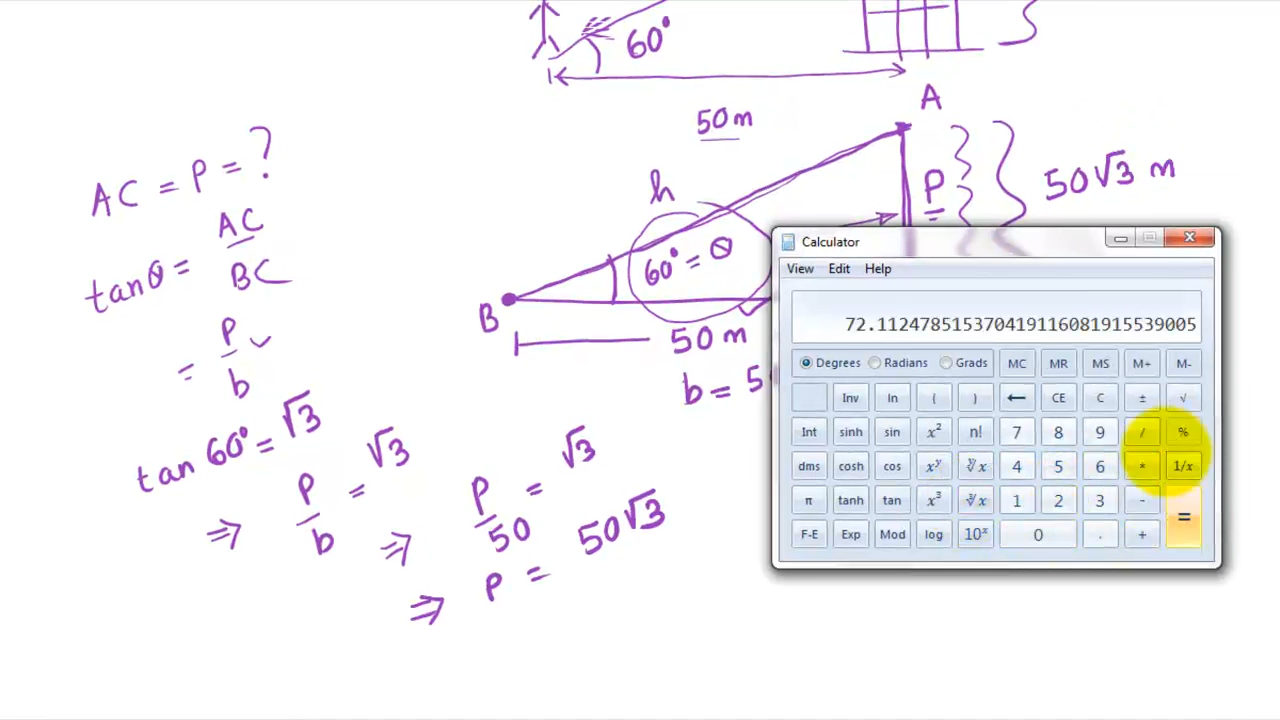 60°
50m
A
AC = P = ?
h
P
50√3 m
tanθ = AC/BC
60° = θ
B
50 m
= P/b
b = 5
tan 60° = √3
⇒ P/b = √3 ⇒ P/50 = √3
⇒ P = 50√3
Calculator
View Edit Help
72.112478515370419116081915539005
Degrees Radians Grads MC MR MS M+ M-
Inv ln ( ) ← CE C ± √
Int sinh sin x² n! 7 8 9 / %
dms cosh cos xʸ ʸ√x 4 5 6 * 1/x
π tanh tan x³ ³√x 1 2 3 - =
F-E Exp Mod log 10ˣ 0 . +